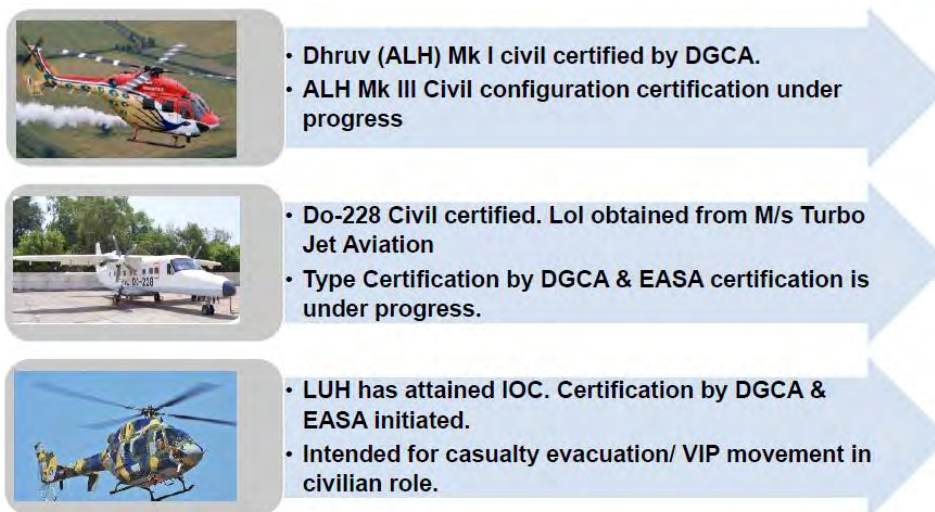 • Dhruv (ALH) Mk I civil certified by DGCA.
• ALH Mk III Civil configuration certification under
progress
• Do-228 Civil certified. LoI obtained from M/s Turbo
Jet Aviation
• Type Certification by DGCA & EASA certification is
under progress.
DO-228
• LUH has attained IOC. Certification by DGCA &
EASA initiated.
• Intended for casualty evacuation/ VIP movement in
civilian role.